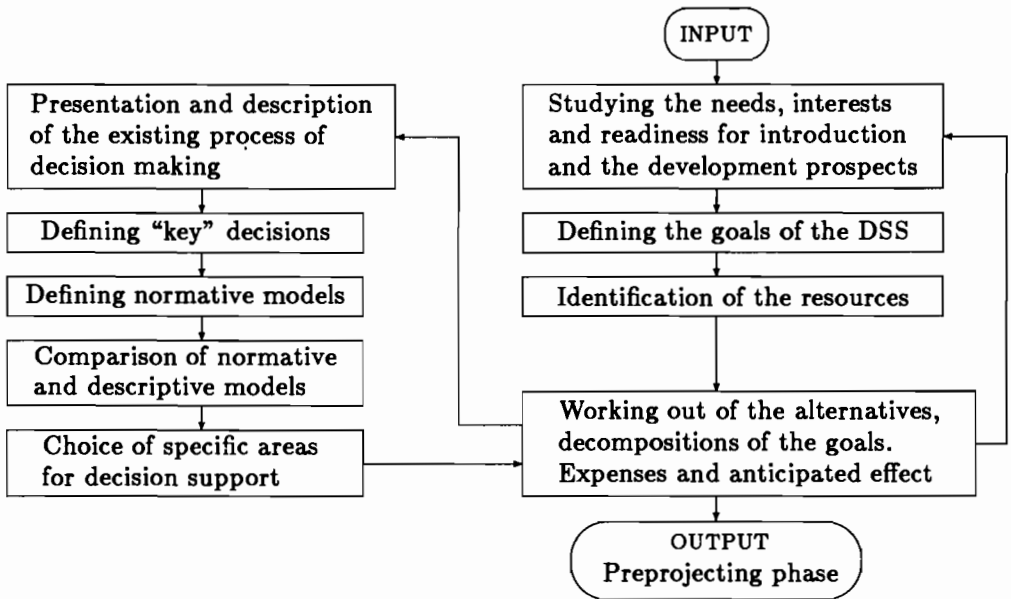 INPUT
Presentation and description
of the existing process of
decision making
Defining “key” decisions
Defining normative models
Comparison of normative
and descriptive models
Choice of specific areas
for decision support
Studying the needs, interests
and readiness for introduction
and the development prospects
Defining the goals of the DSS
Identification of the resources
Working out of the alternatives,
decompositions of the goals.
Expenses and anticipated effect
OUTPUT
Preprojecting phase